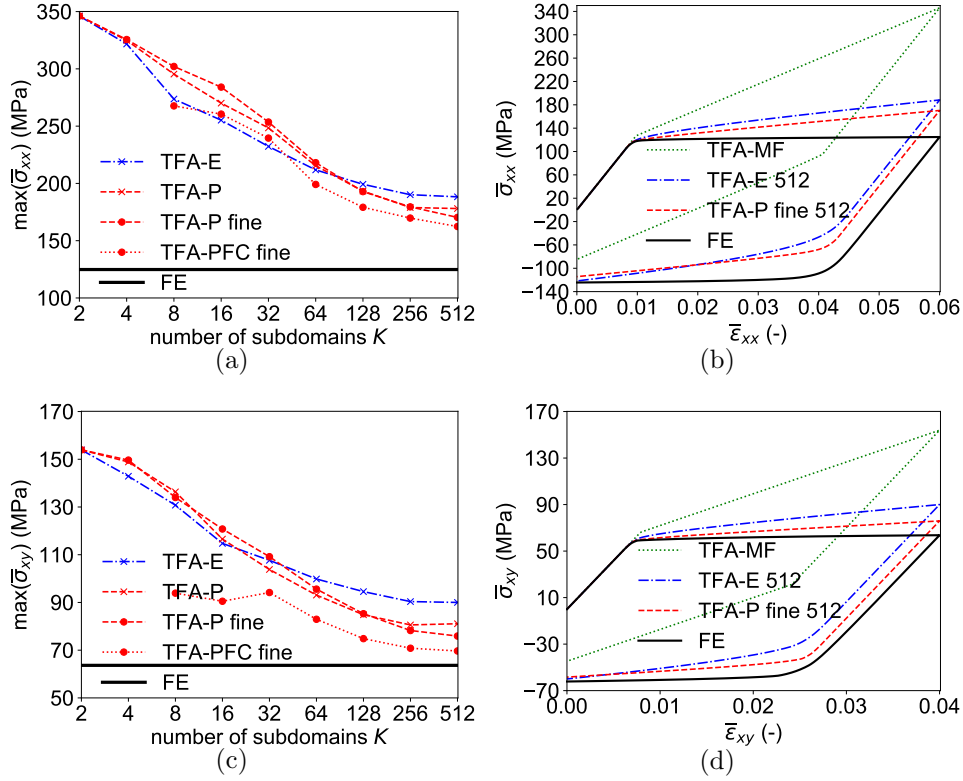 max(σ̅xx) (MPa)
350
300
250
200
150
100
TFA-E
TFA-P
TFA-P fine
TFA-PFC fine
FE
2 4 8 16 32 64 128 256 512
number of subdomains K
(a)
σ̅xx (MPa)
340
300
260
220
180
140
100
60
20
−20
−60
−100
−140
TFA-MF
TFA-E 512
TFA-P fine 512
FE
0.00 0.01 0.02 0.03 0.04 0.05 0.06
ε̅xx (-)
(b)
max(σ̅xy) (MPa)
170
150
130
110
90
70
50
TFA-E
TFA-P
TFA-P fine
TFA-PFC fine
FE
2 4 8 16 32 64 128 256 512
number of subdomains K
(c)
σ̅xy (MPa)
170
130
90
50
10
−30
−70
TFA-MF
TFA-E 512
TFA-P fine 512
FE
0.00 0.01 0.02 0.03 0.04
ε̅xy (-)
(d)